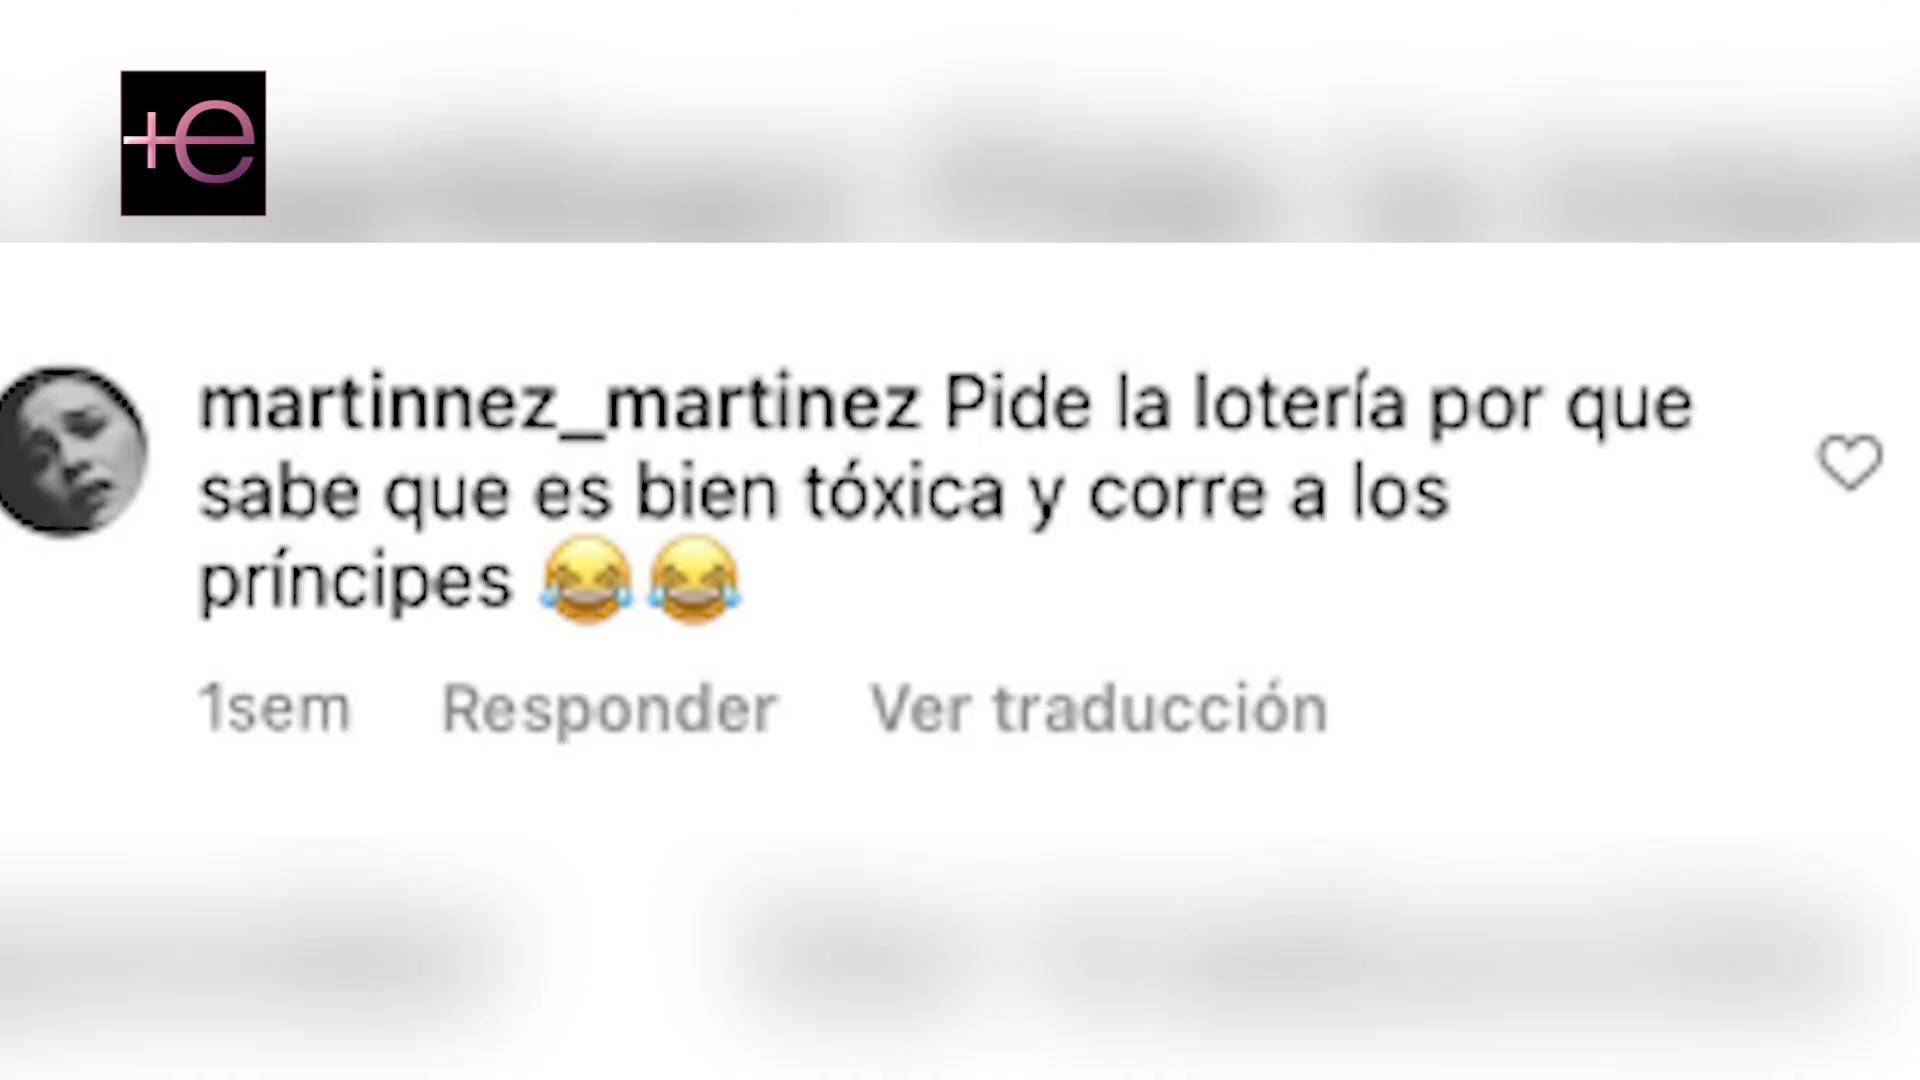 +e
martinnez_martinez Pide la lotería por que
sabe que es bien tóxica y corre a los
príncipes 😂😂
1sem Responder Ver traducción